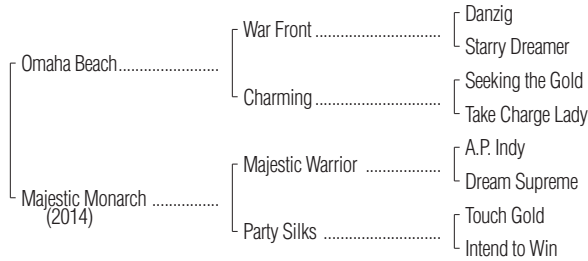 Danzig
War Front ....................................
Starry Dreamer
Omaha Beach.............................
Seeking the Gold
Charming ....................................
Take Charge Lady
A.P. Indy
Majestic Warrior .....................
Dream Supreme
Majestic Monarch ...................
(2014)
Touch Gold
Party Silks ..................................
Intend to Win